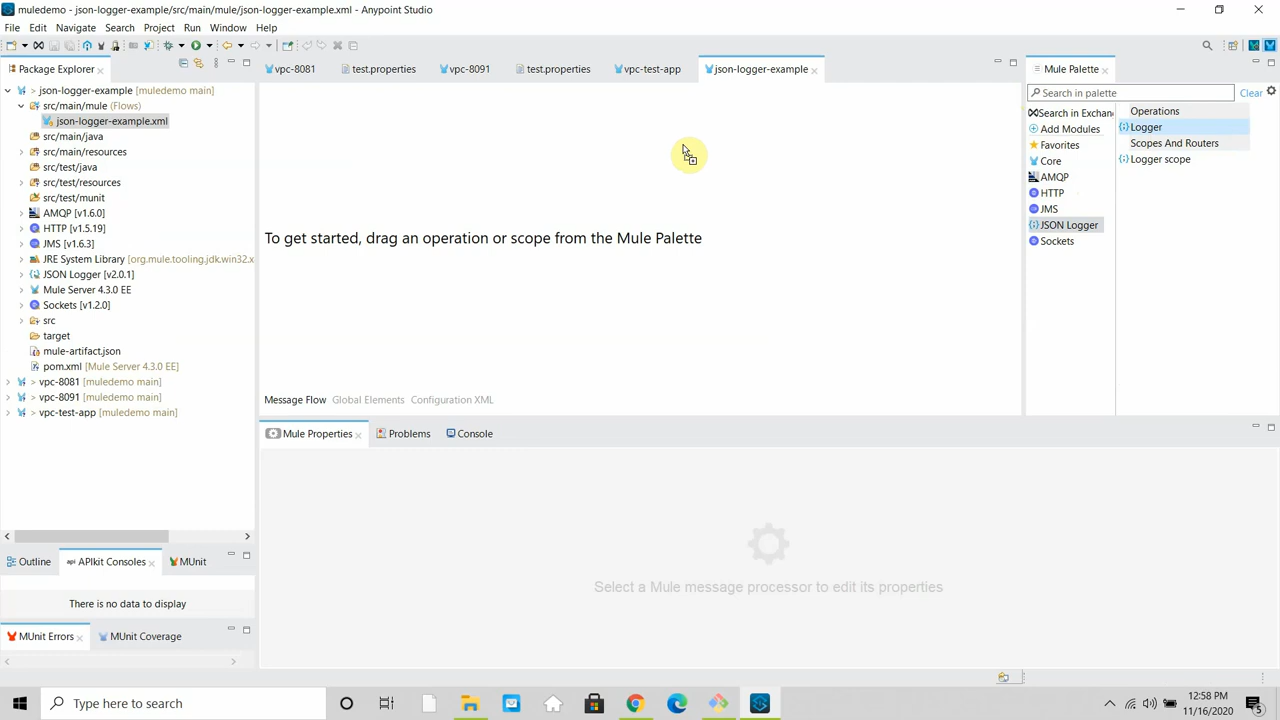 muledemo - json-logger-example/src/main/mule/json-logger-example.xml - Anypoint Studio
File Edit Navigate Search Project Run Window Help
Package Explorer
vpc-8081
test.properties
vpc-8091
test.properties
vpc-test-app
json-logger-example
Mule Palette
json-logger-example (muledemo main)
src/main/mule (Flows)
json-logger-example.xml
src/main/java
src/main/resources
src/test/java
src/test/resources
src/test/munit
AMQP [v1.6.0]
HTTP [v1.5.19]
JMS [v1.6.3]
JRE System Library [org.mule.tooling.jdk.win32.x
JSON Logger [v2.0.1]
Mule Server 4.3.0 EE
Sockets [v1.2.0]
src
target
mule-artifact.json
pom.xml [Mule Server 4.3.0 EE]
vpc-8081 (muledemo main)
vpc-8091 (muledemo main)
vpc-test-app (muledemo main)
To get started, drag an operation or scope from the Mule Palette
Message Flow Global Elements Configuration XML
Search in palette
Clear
Search in Exchan
Add Modules
Favorites
Core
AMQP
HTTP
JMS
JSON Logger
Sockets
Operations
Logger
Scopes And Routers
Logger scope
Mule Properties
Problems
Console
Select a Mule message processor to edit its properties
Outline
API APIkit Consoles
MUnit
There is no data to display
MUnit Errors
MUnit Coverage
Type here to search
12:58 PM
11/16/2020
5